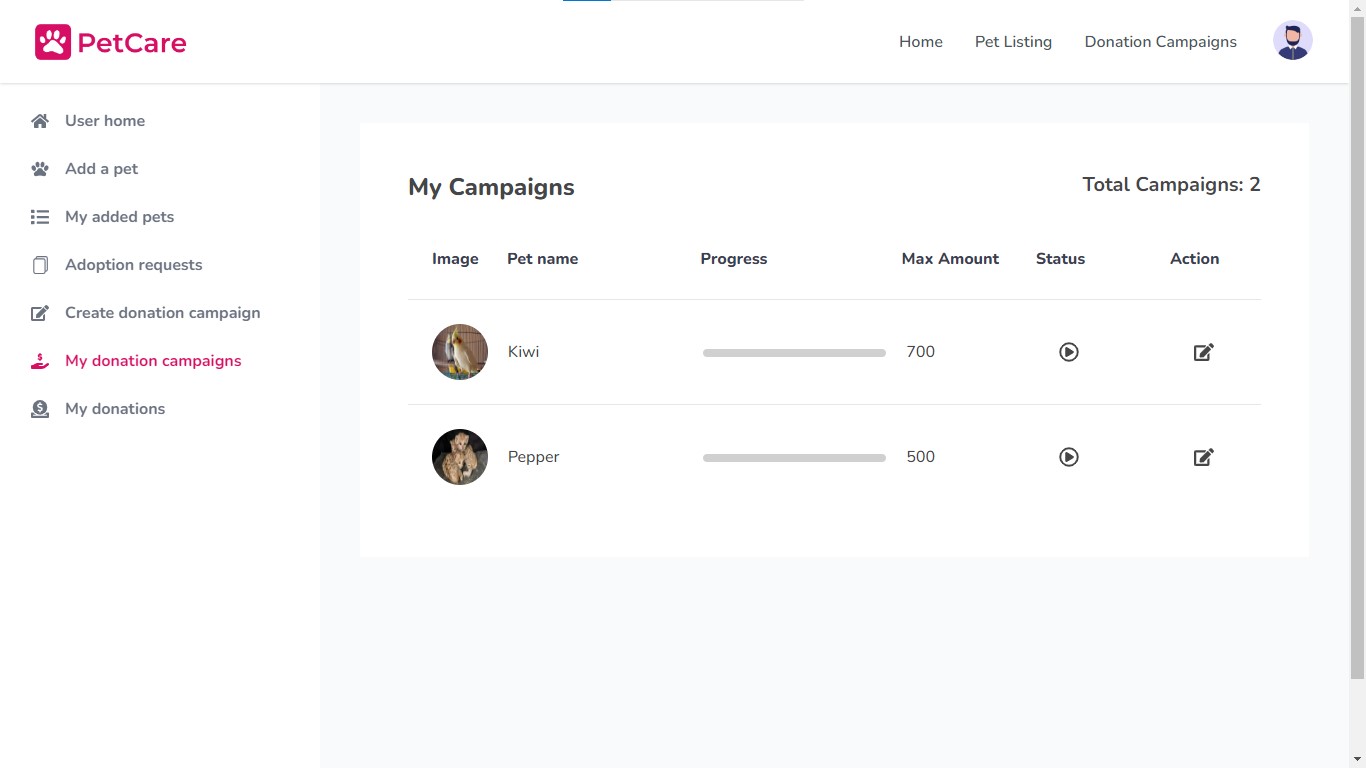 PetCare
Home Pet Listing Donation Campaigns
User home
Add a pet
My added pets
Adoption requests
Create donation campaign
My donation campaigns
My donations
My Campaigns
Total Campaigns: 2
Image Pet name Progress Max Amount Status Action
Kiwi 700
Pepper 500